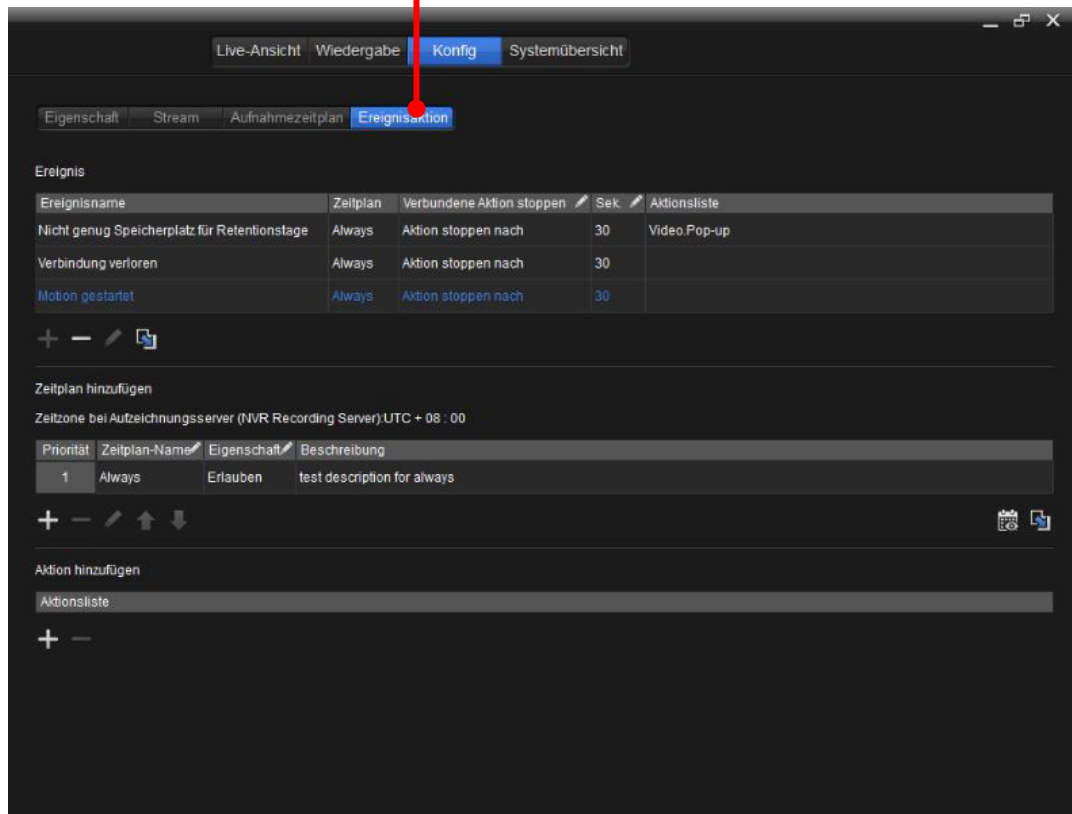 Live-Ansicht Wiedergabe Konfig Systemübersicht
Eigenschaft Stream Aufnahmezeitplan Ereignisaktion
Ereignis
Ereignisname Zeitplan Verbundene Aktion stoppen Sek. Aktionsliste
Nicht genug Speicherplatz für Retentionstage Always Aktion stoppen nach 30 Video.Pop-up
Verbindung verloren Always Aktion stoppen nach 30
Motion gestartet Always Aktion stoppen nach 30
Zeitplan hinzufügen
Zeitzone bei Aufzeichnungsserver (NVR Recording Server):UTC + 08 : 00
Priorität Zeitplan-Name Eigenschaft Beschreibung
1 Always Erlauben test description for always
Aktion hinzufügen
Aktionsliste